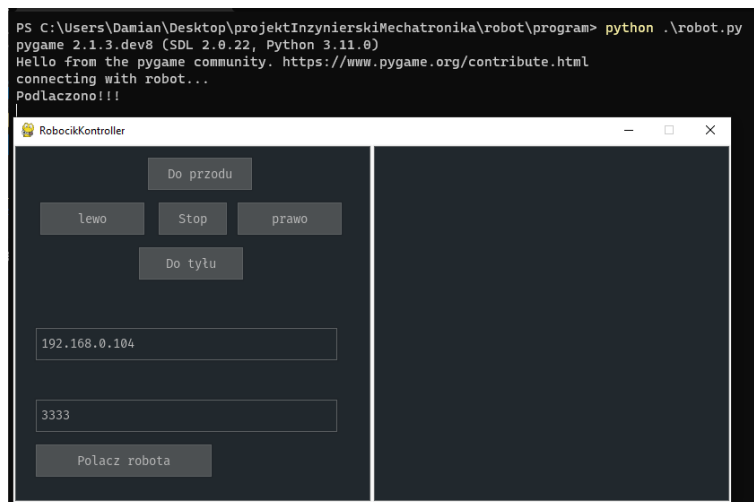 PS C:\Users\Damian\Desktop\projektInzynierskiMechatronika\robot\program> python .\robot.py
pygame 2.1.3.dev8 (SDL 2.0.22, Python 3.11.0)
Hello from the pygame community. https://www.pygame.org/contribute.html
connecting with robot...
Podlaczono!!!
RobocikKontroller
Do przodu
lewo Stop prawo
Do tyłu
192.168.0.104
3333
Polacz robota